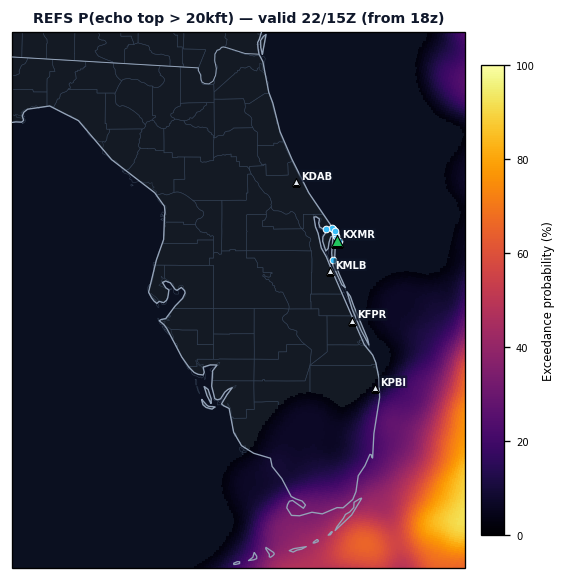 REFS P(echo top > 20kft) — valid 22/15Z (from 18z)
KDAB
KXMR
KMLB
KFPR
KPBI
100
80
60
40
20
0
Exceedance probability (%)